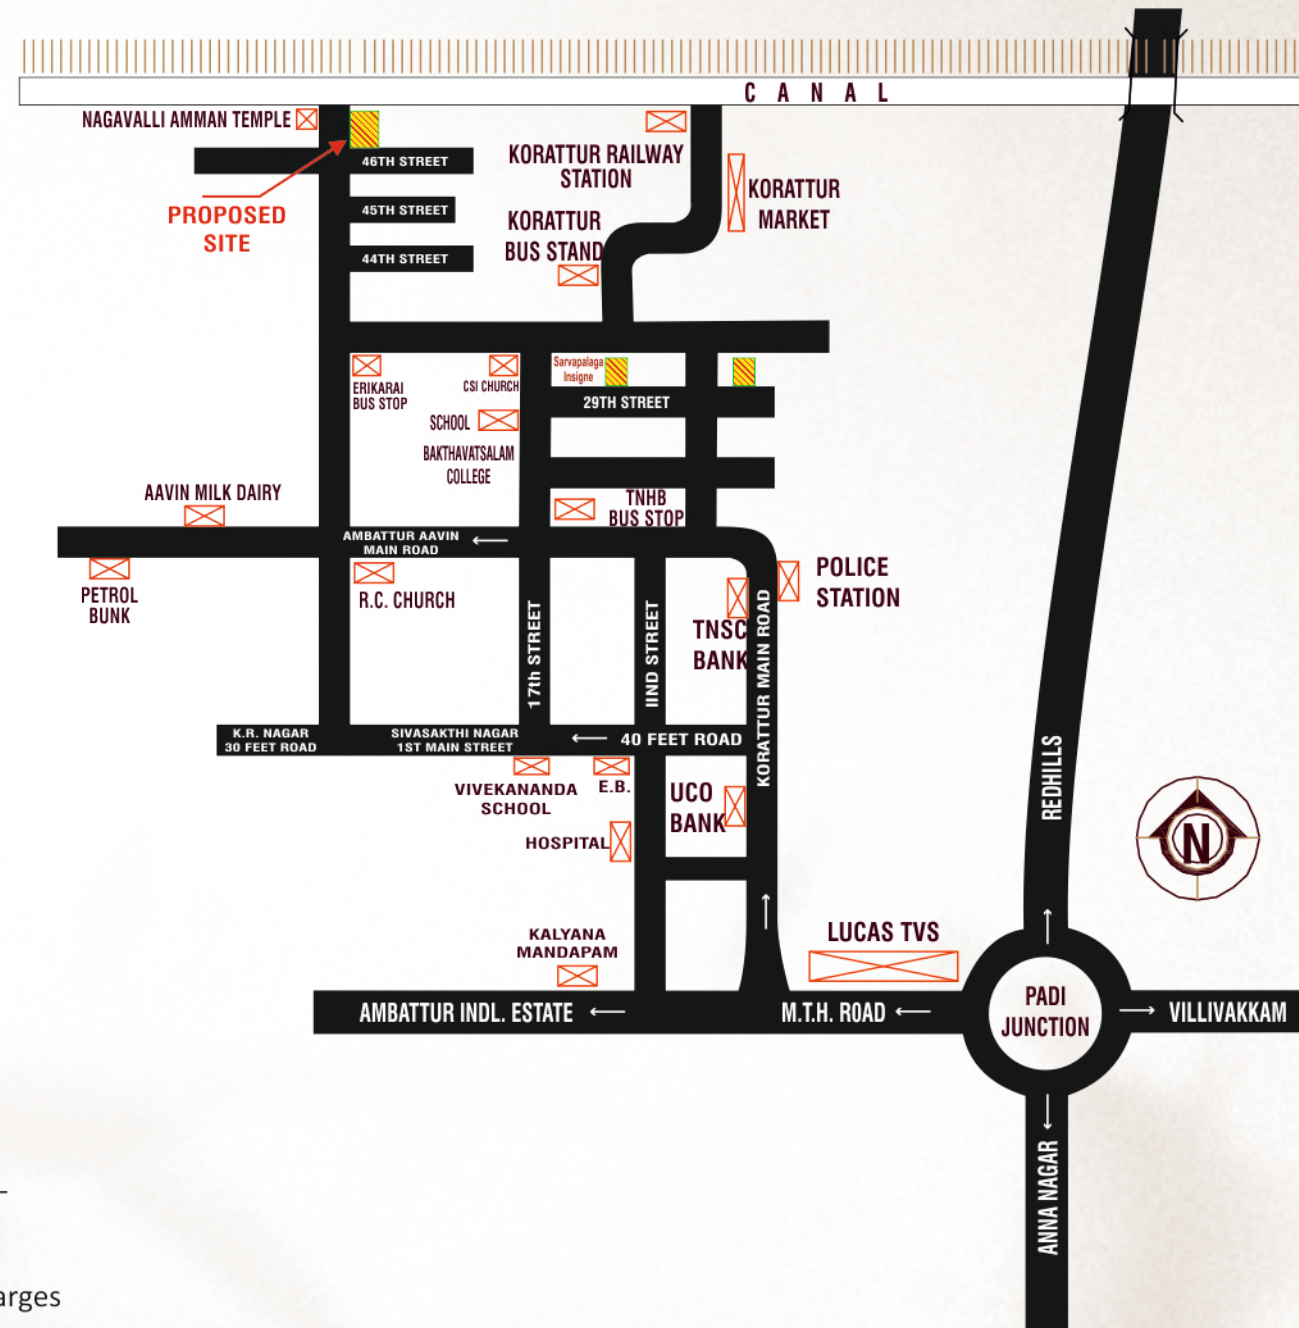 CANAL
NAGAVALLI AMMAN TEMPLE
46TH STREET
KORATTUR RAILWAY
STATION
KORATTUR
MARKET
PROPOSED
SITE
45TH STREET
KORATTUR
BUS STAND
44TH STREET
ERIKARAI
BUS STOP
CSI CHURCH
Sarvapalaga
Insigne
29TH STREET
SCHOOL
BAKTHAVATSALAM
COLLEGE
AAVIN MILK DAIRY
TNHB
BUS STOP
AMBATTUR AAVIN
MAIN ROAD
PETROL
BUNK
R.C. CHURCH
POLICE
STATION
17th STREET
IIND STREET
TNSC
BANK
KORATTUR MAIN ROAD
K.R. NAGAR
30 FEET ROAD
SIVASAKTHI NAGAR
1ST MAIN STREET
40 FEET ROAD
VIVEKANANDA
SCHOOL
E.B.
UCO
BANK
REDHILLS
HOSPITAL
N
KALYANA
MANDAPAM
LUCAS TVS
AMBATTUR INDL. ESTATE
M.T.H. ROAD
PADI
JUNCTION
VILLIVAKKAM
ANNA NAGAR
arges